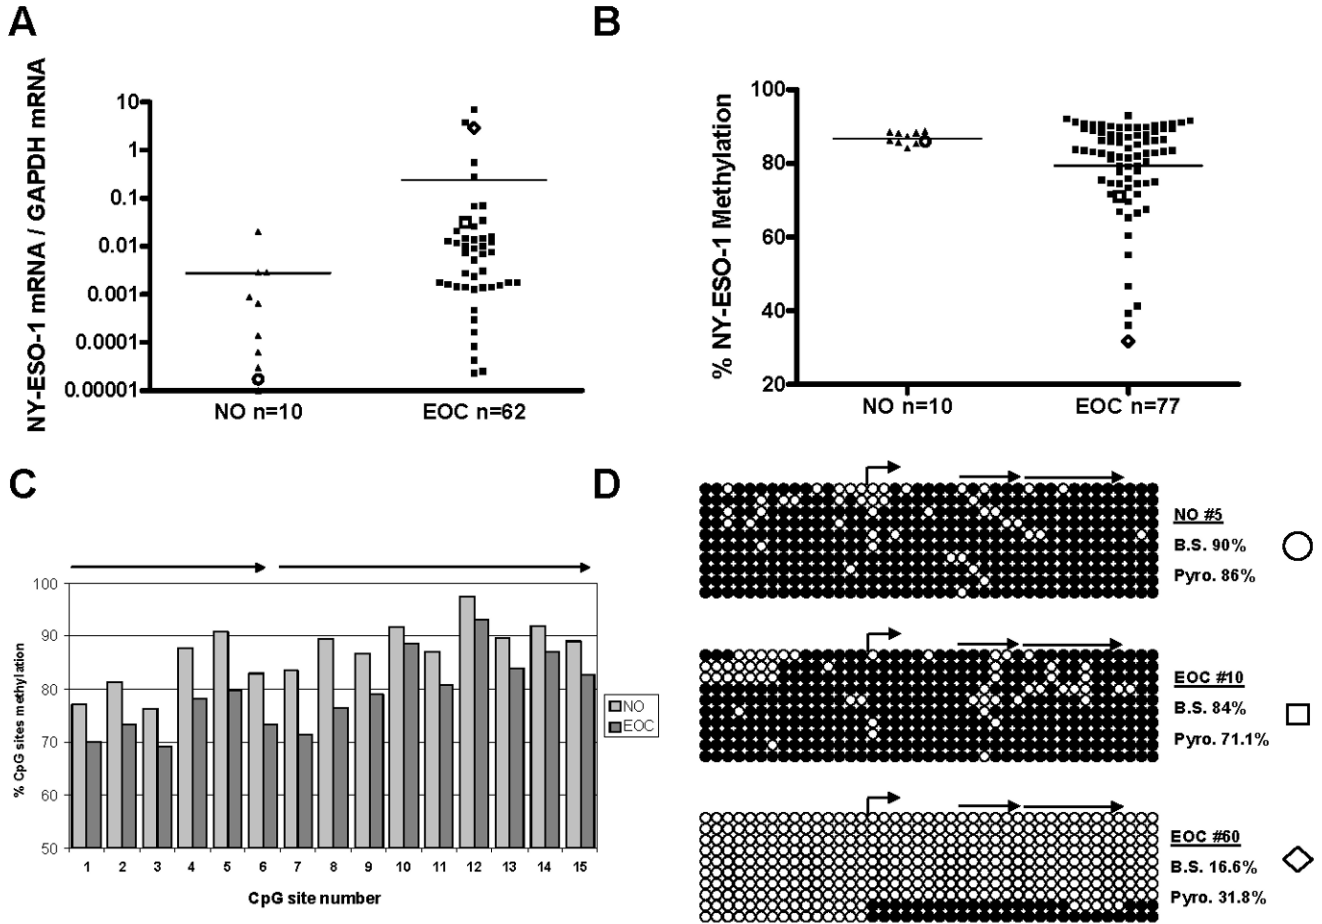 A
NY-ESO-1 mRNA / GAPDH mRNA
10
1
0.1
0.01
0.001
0.0001
0.00001
NO n=10
EOC n=62
B
% NY-ESO-1 Methylation
100
80
60
40
20
NO n=10
EOC n=77
C
% CpG sites methylation
100
90
80
70
60
50
1 2 3 4 5 6 7 8 9 10 11 12 13 14 15
CpG site number
NO
EOC
D
NO #5
B.S. 90%
Pyro. 86%
EOC #10
B.S. 84%
Pyro. 71.1%
EOC #60
B.S. 16.6%
Pyro. 31.8%